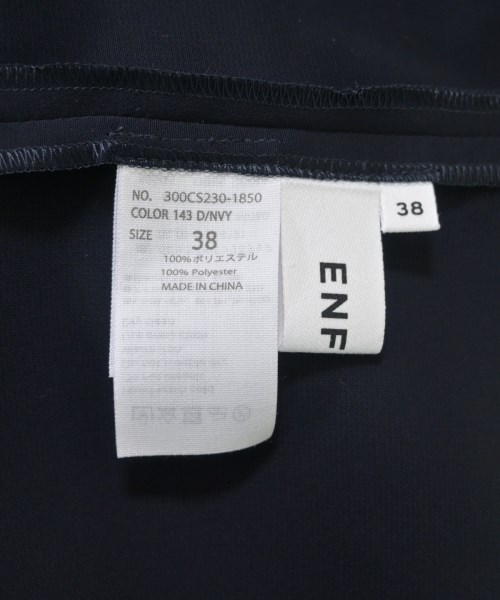 NO. 300CS230-1850
COLOR 143 D/NVY
SIZE 38
100%ポリエステル
100% Polyester
MADE IN CHINA
ENF
38